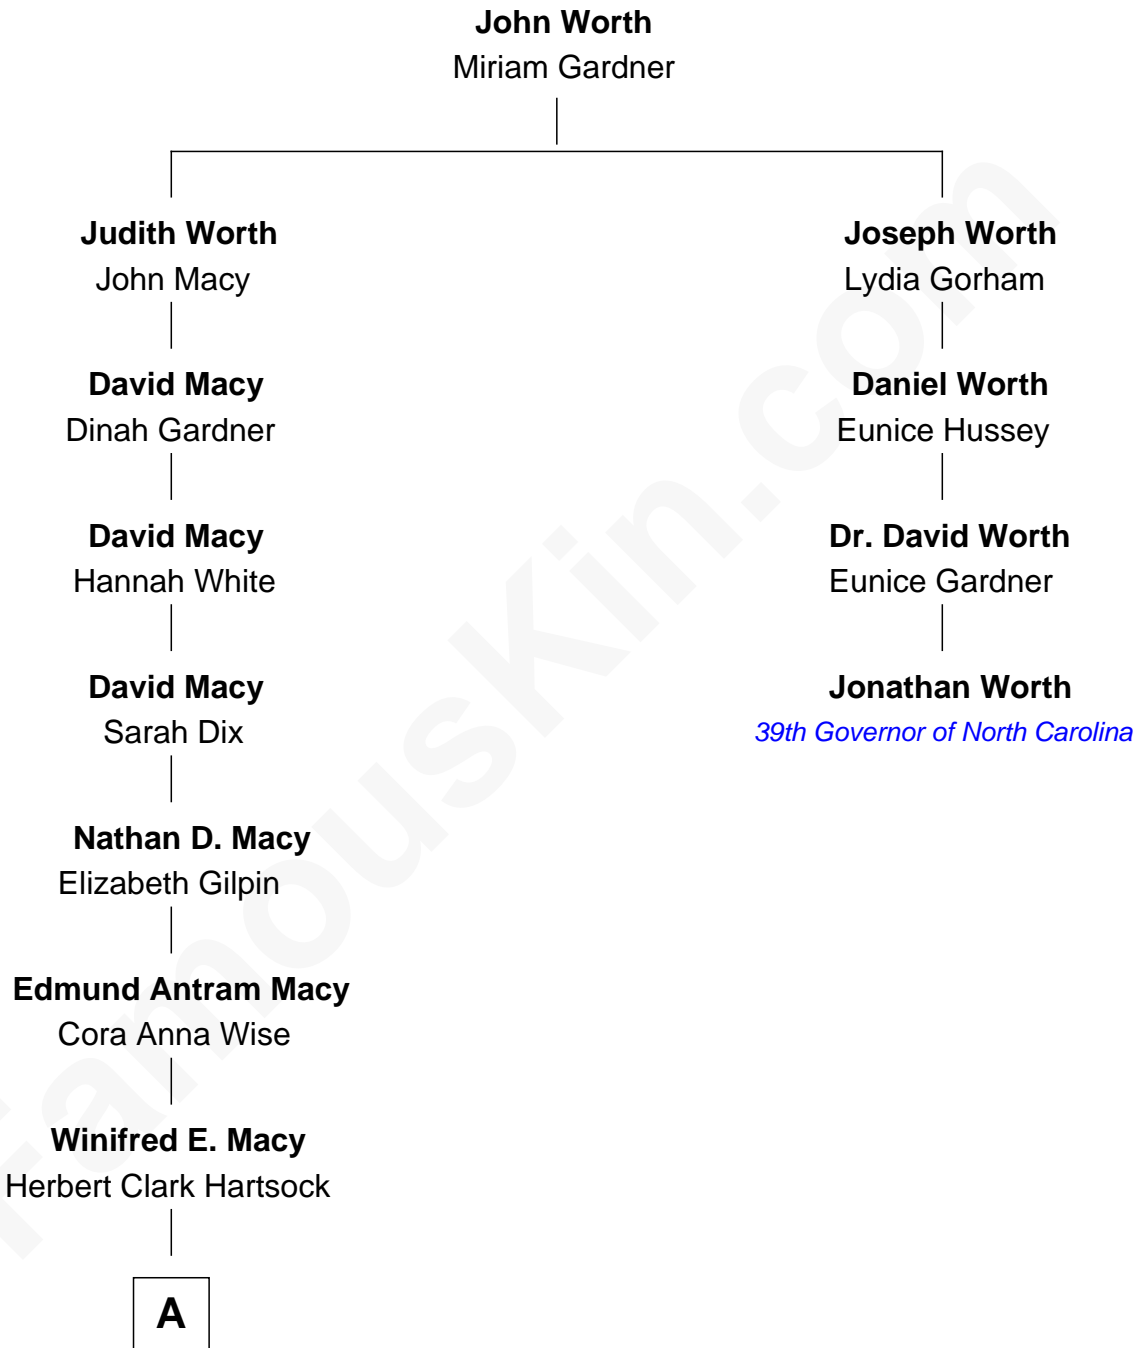 John Worth
Miriam Gardner
Judith Worth
John Macy
David Macy
Dinah Gardner
David Macy
Hannah White
David Macy
Sarah Dix
Nathan D. Macy
Elizabeth Gilpin
Edmund Antram Macy
Cora Anna Wise
Winifred E. Macy
Herbert Clark Hartsock
A
Joseph Worth
Lydia Gorham
Daniel Worth
Eunice Hussey
Dr. David Worth
Eunice Gardner
Jonathan Worth
39th Governor of North Carolina
FamousKin.com